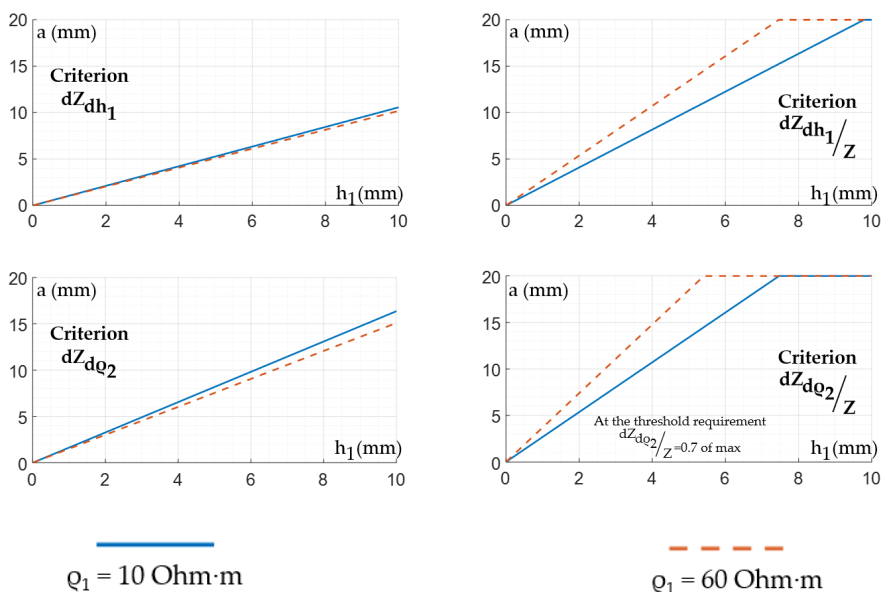 a (mm)
20
15
10
5
0
Criterion
dZdh1
h1(mm)
0 2 4 6 8 10
a (mm)
20
15
10
5
0
Criterion
dZdh1/Z
h1(mm)
0 2 4 6 8 10
a (mm)
20
15
10
5
0
Criterion
dZdϱ2
h1(mm)
0 2 4 6 8 10
a (mm)
20
15
10
5
0
Criterion
dZdϱ2/Z
At the threshold requirement
dZdϱ2/Z=0.7 of max
h1(mm)
0 2 4 6 8 10
ϱ1 = 10 Ohm·m
ϱ1 = 60 Ohm·m